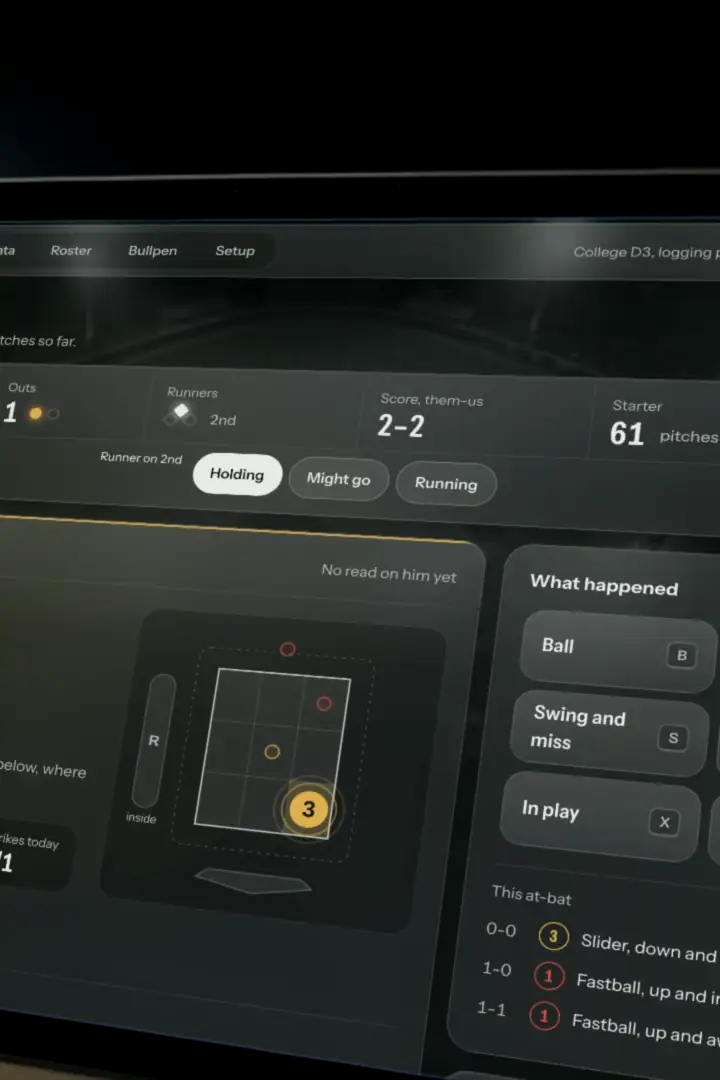 ata Roster Bullpen Setup College D3, logging p
tches so far.
Outs
1
Runners
2nd
Score, them-us
2-2
Starter
61 pitches
Runner on 2nd Holding Might go Running
No read on him yet
R
inside
3
below, where
rikes today
/1
What happened
Ball B
Swing and
miss S
In play X
This at-bat
0-0 3 Slider, down and
1-0 1 Fastball, up and in
1-1 1 Fastball, up and aw